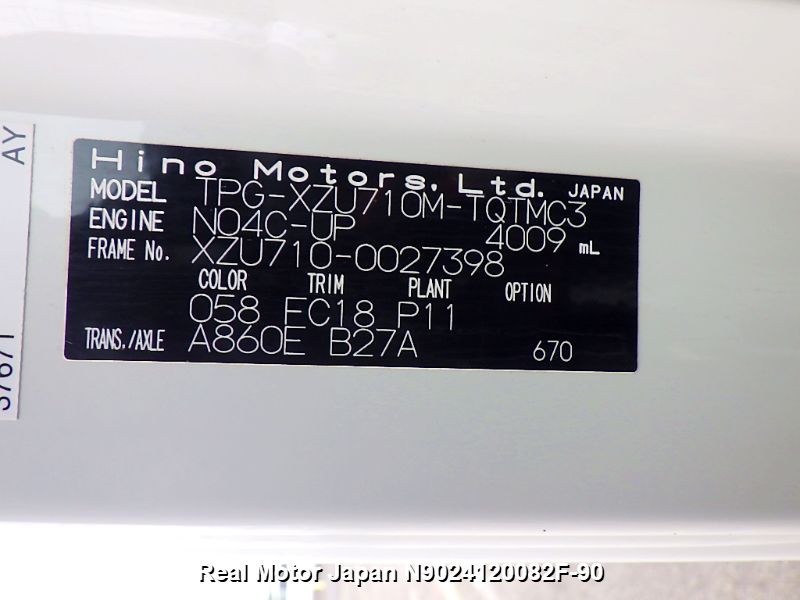 Hino Motors, Ltd. JAPAN
MODEL TPG-XZU710M-TQTMC3
ENGINE N04C-UP 4009 mL
FRAME No. XZU710-0027398
COLOR TRIM PLANT OPTION
058 FC18 P11
TRANS./AXLE A860E B27A 670
AY
37671
Real Motor Japan N9024120082F-90